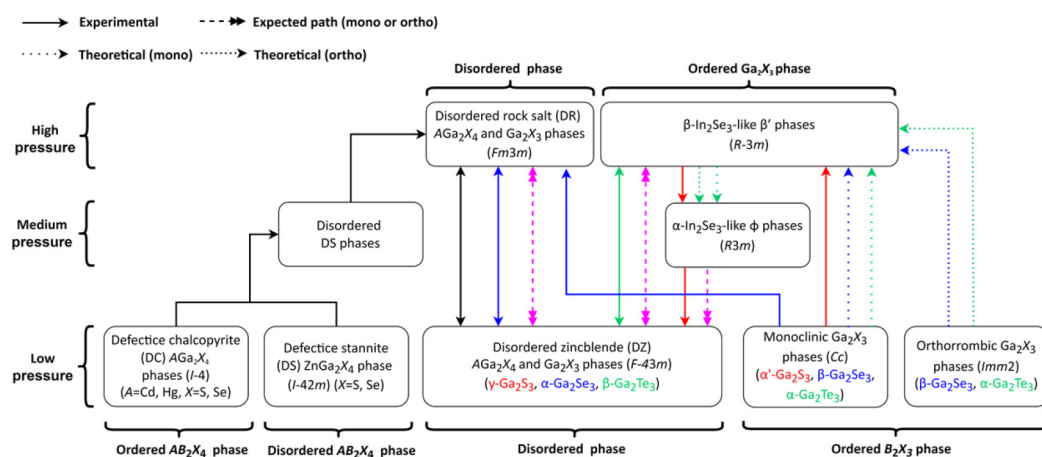 Experimental
Expected path (mono or ortho)
Theoretical (mono)
Theoretical (ortho)
Disordered phase
Ordered Ga₂X₃ phase
High
pressure
Disordered rock salt (DR)
AGa₂X₄ and Ga₂X₃ phases
(Fm3m)
β-In₂Se₃-like β′ phases
(R-3m)
Medium
pressure
Disordered
DS phases
α-In₂Se₃-like ϕ phases
(R3m)
Low
pressure
Defectice chalcopyrite
(DC) AGa₂X₄
phases (I-4)
(A=Cd, Hg, X=S, Se)
Defectice stannite
(DS) ZnGa₂X₄ phase
(I-42m) (X=S, Se)
Disordered zincblende (DZ)
AGa₂X₄ and Ga₂X₃ phases (F-43m)
(γ-Ga₂S₃, α-Ga₂Se₃, β-Ga₂Te₃)
Monoclinic Ga₂X₃
phases (Cc)
(α'-Ga₂S₃, β-Ga₂Se₃,
α-Ga₂Te₃)
Orthorrombic Ga₂X₃
phases (Imm2)
(β-Ga₂Se₃, α-Ga₂Te₃)
Ordered AB₂X₄ phase
Disordered AB₂X₄ phase
Disordered phase
Ordered B₂X₃ phase